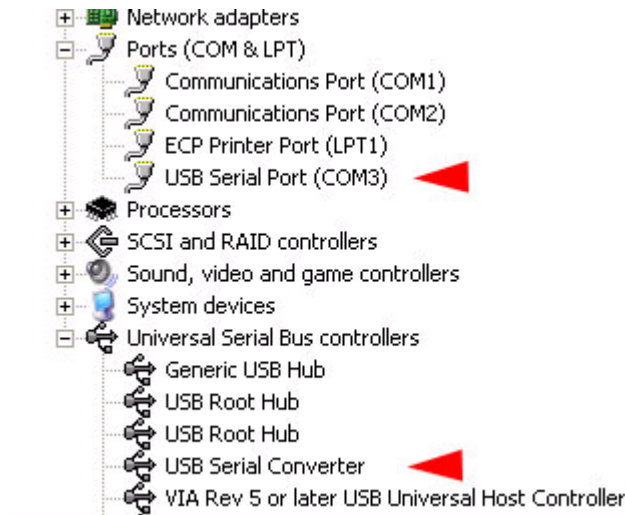 Network adapters
Ports (COM & LPT)
Communications Port (COM1)
Communications Port (COM2)
ECP Printer Port (LPT1)
USB Serial Port (COM3)
Processors
SCSI and RAID controllers
Sound, video and game controllers
System devices
Universal Serial Bus controllers
Generic USB Hub
USB Root Hub
USB Root Hub
USB Serial Converter
VIA Rev 5 or later USB Universal Host Controller